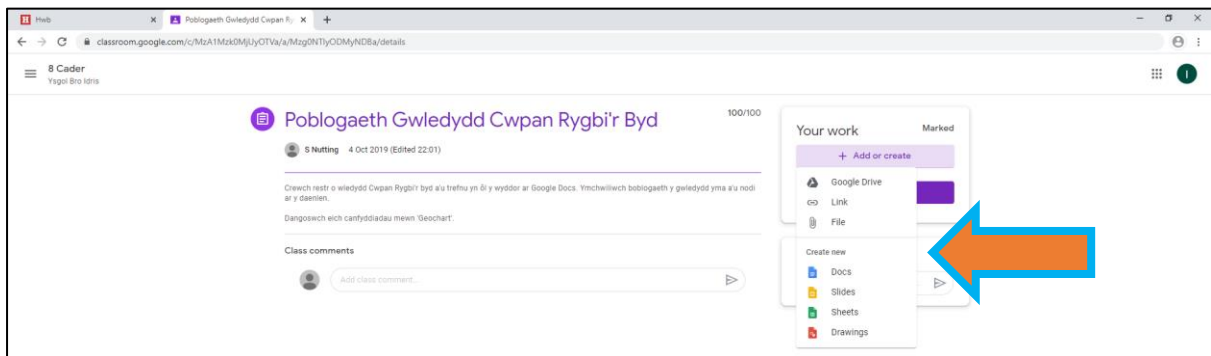 Hwb
Poblogaeth Gwledydd Cwpan Ry
classroom.google.com/c/MzA1Mzk0MjUyOTVa/a/Mzg0NTIyODMyNDBa/details
8 Cader
Ysgol Bro Idris
Poblogaeth Gwledydd Cwpan Rygbi'r Byd
100/100
S Nutting 4 Oct 2019 (Edited 22:01)
Crewch restr o wledydd Cwpan Rygbi'r byd a'u trefnu yn ôl y wyddor ar Google Docs. Ymchwiliwch boblogaeth y gwledydd yma a'u nodi
ar y daenlen.
Dangoswch eich canfyddiadau mewn 'Geochart'.
Class comments
Add class comment...
Your work
Marked
+ Add or create
Google Drive
Link
File
Create new
Docs
Slides
Sheets
Drawings
I